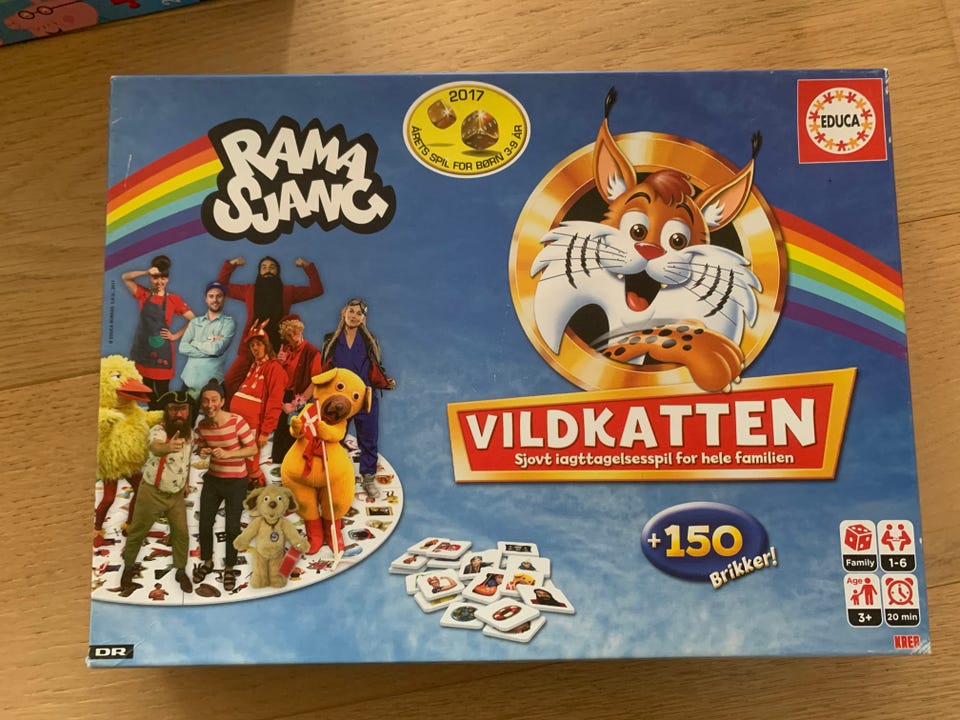 RAMA
SJANG
2017
ÅRETS SPIL FOR BØRN 3-9 ÅR
EDUCA
VILDKATTEN
Sjovt iagttagelsesspil for hele familien
+150
Brikker!
Family
1-6
Age
3+
20 min
DR
KREA